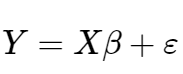 Y = Xβ + ε